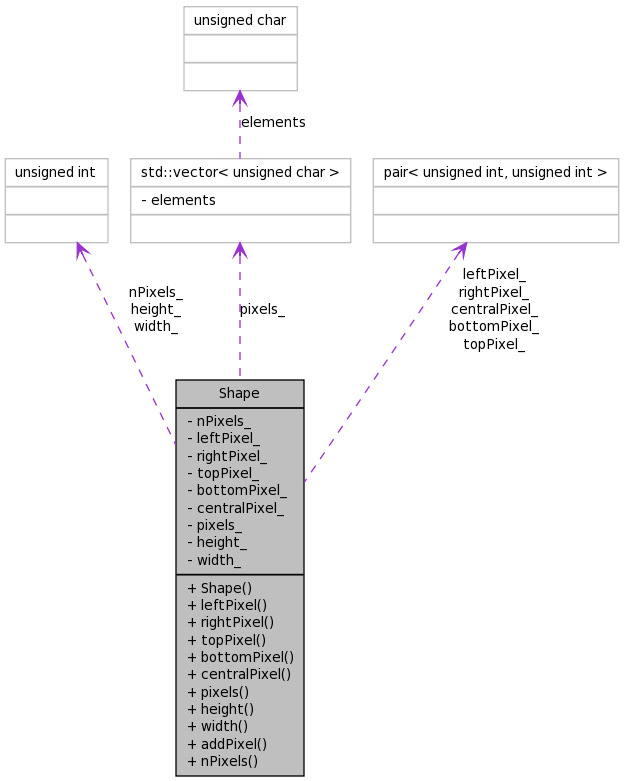 unsigned char
elements
unsigned int
std::vector< unsigned char >
- elements
pair< unsigned int, unsigned int >
nPixels_
height_
width_
pixels_
leftPixel_
rightPixel_
centralPixel_
bottomPixel_
topPixel_
Shape
- nPixels_
- leftPixel_
- rightPixel_
- topPixel_
- bottomPixel_
- centralPixel_
- pixels_
- height_
- width_
+ Shape()
+ leftPixel()
+ rightPixel()
+ topPixel()
+ bottomPixel()
+ centralPixel()
+ pixels()
+ height()
+ width()
+ addPixel()
+ nPixels()